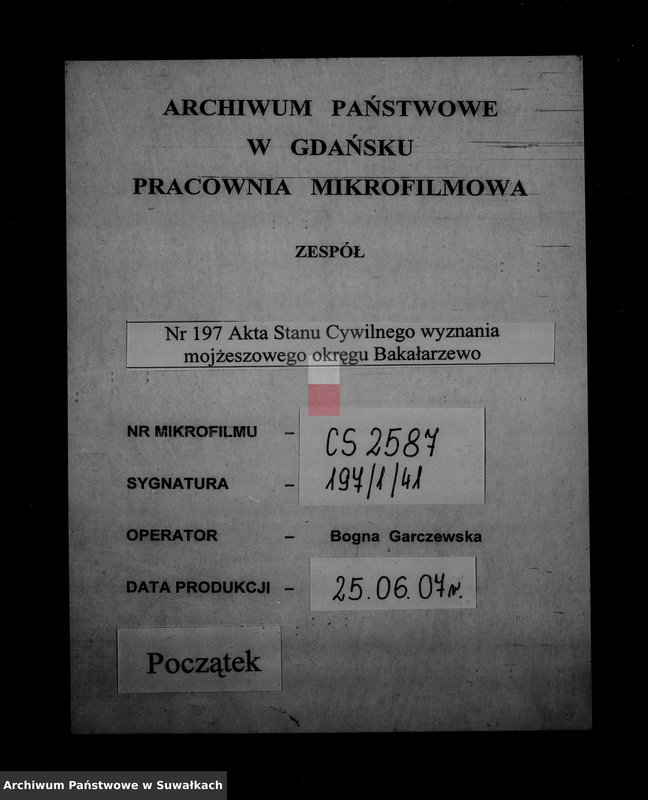 ARCHIWUM PAŃSTWOWE
W GDAŃSKU
PRACOWNIA MIKROFILMOWA
ZESPÓŁ
Nr 197 Akta Stanu Cywilnego wyznania
mojżeszowego okręgu Bakałarzewo
NR MIKROFILMU – CS 2587
SYGNATURA – 197/1/41
OPERATOR – Bogna Garczewska
DATA PRODUKCJI – 25.06.07r.
Początek
Archiwum Państwowe w Suwałkach